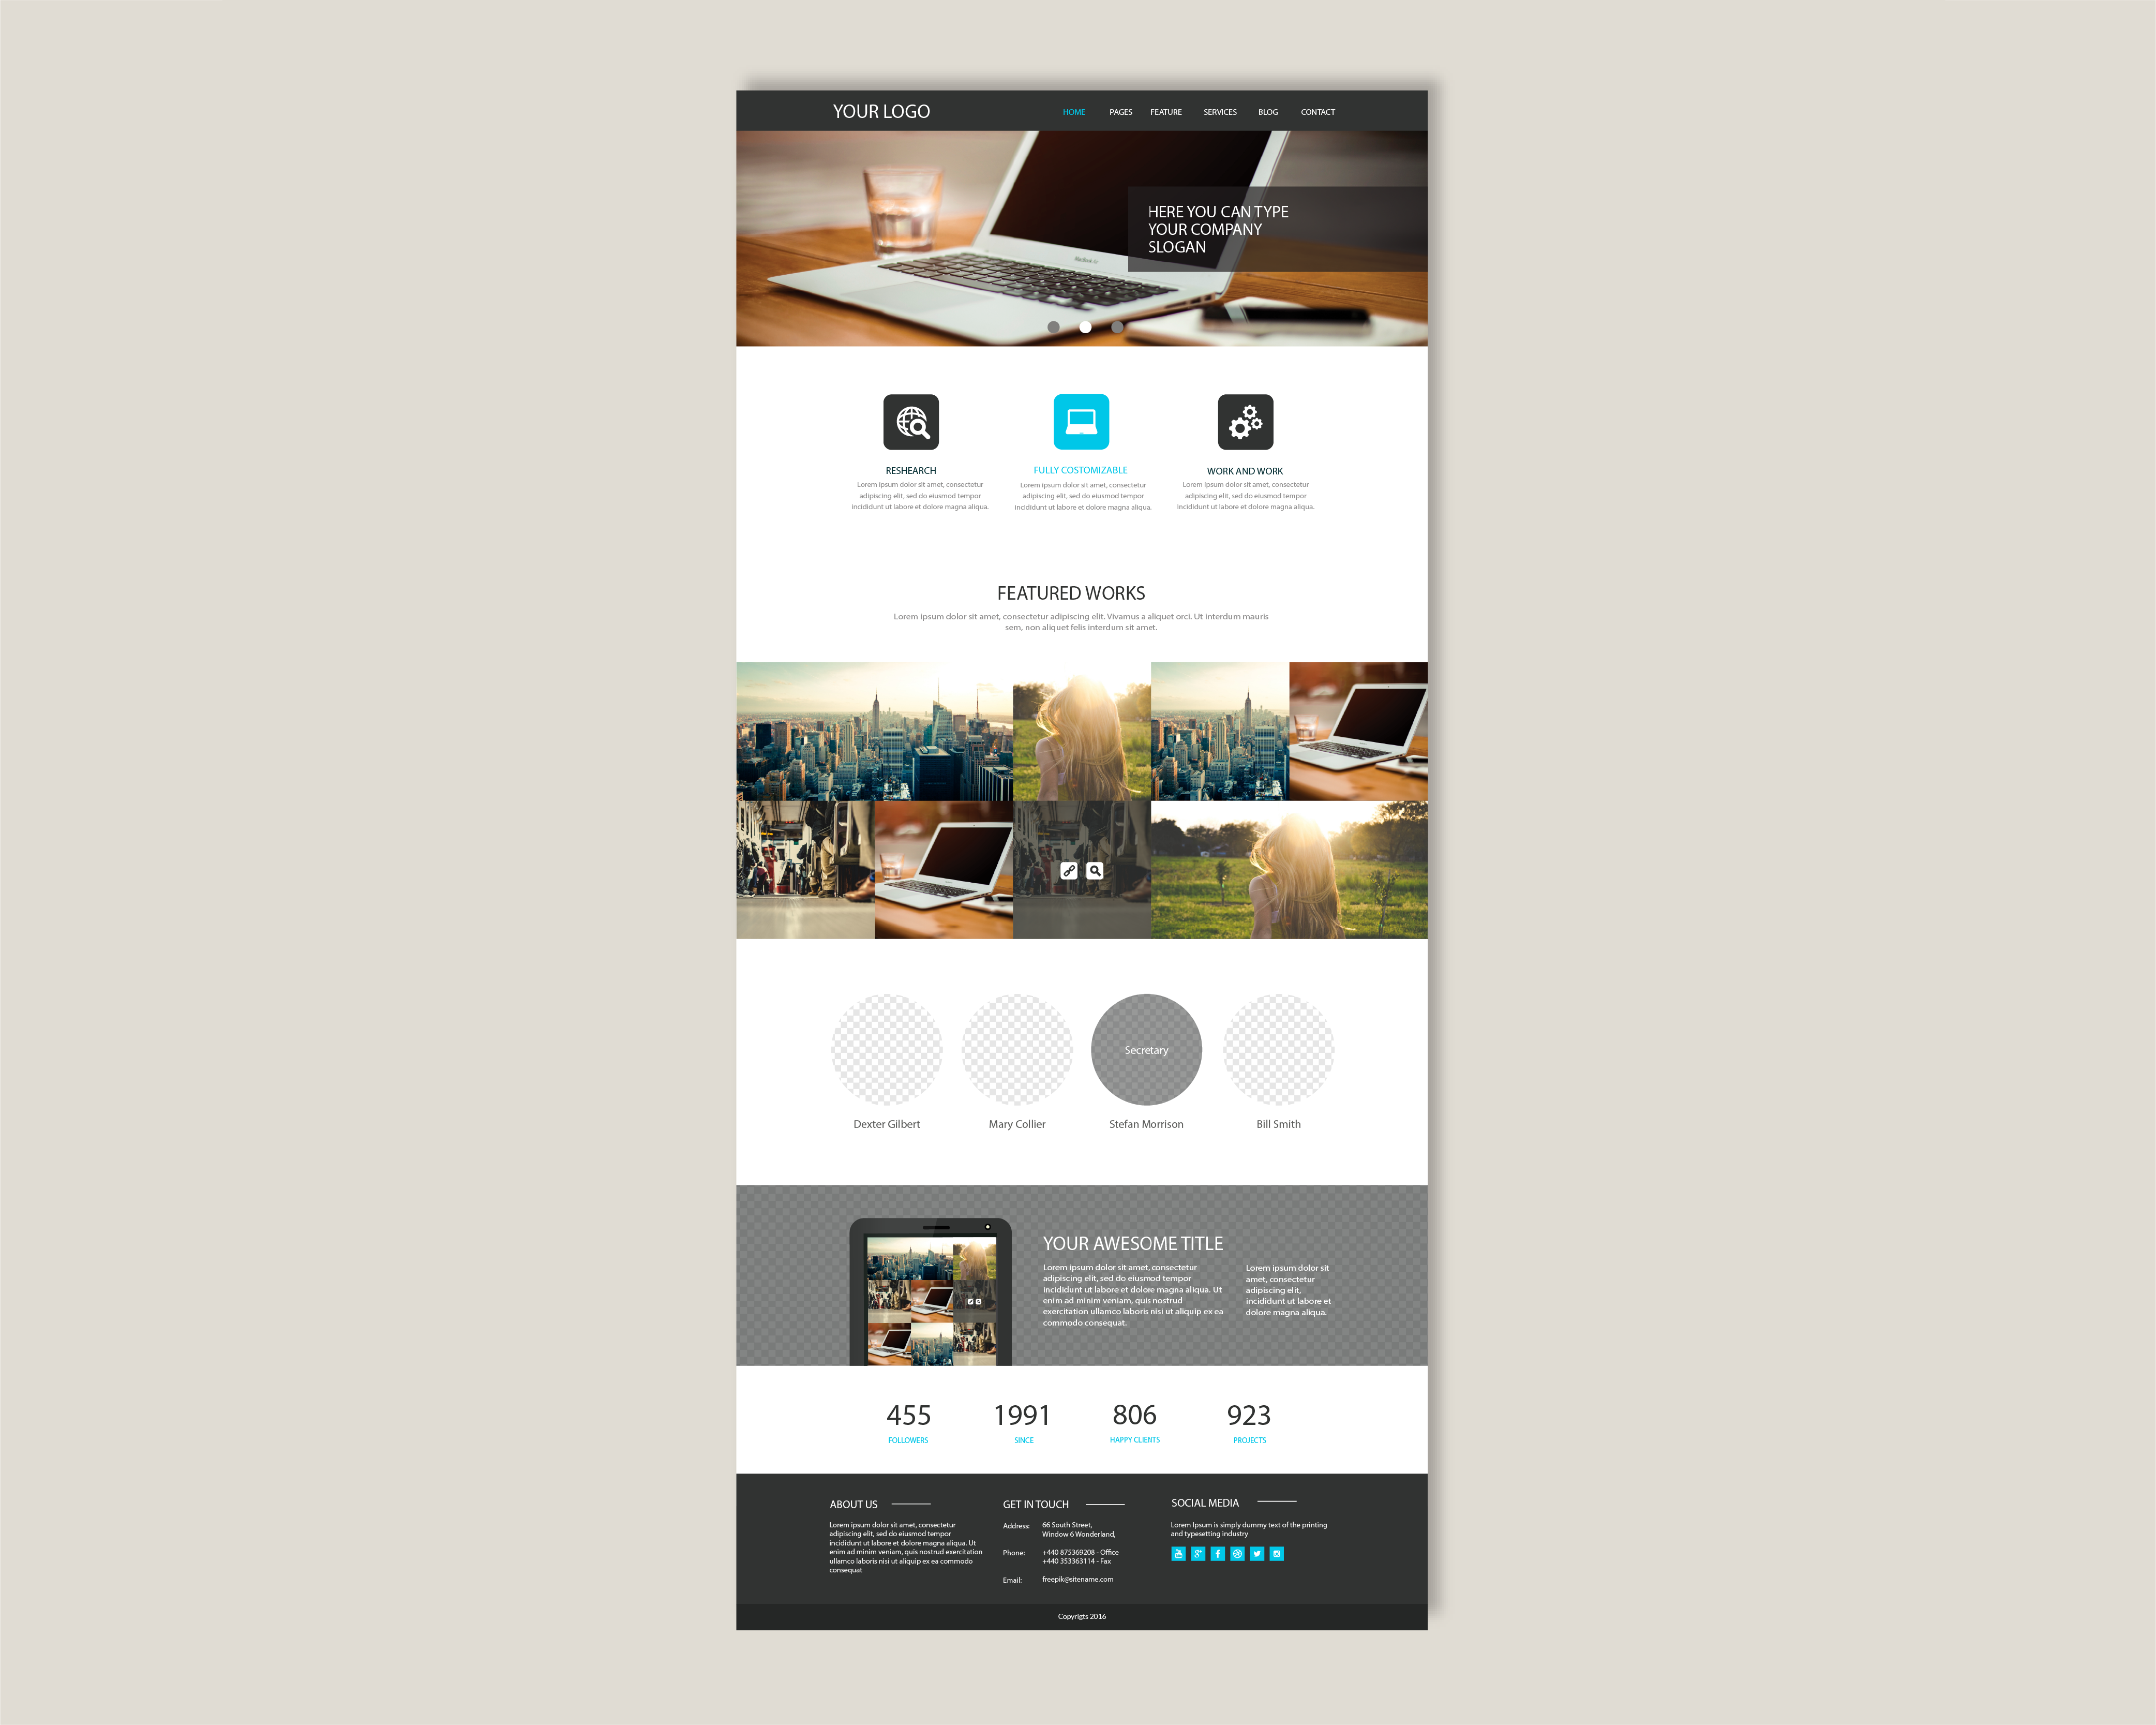 YOUR LOGO
HOME PAGES FEATURE SERVICES BLOG CONTACT
HERE YOU CAN TYPE
YOUR COMPANY
SLOGAN
MacBook Air
RESHEARCH
Lorem ipsum dolor sit amet, consectetur
adipiscing elit, sed do eiusmod tempor
incididunt ut labore et dolore magna aliqua.
FULLY COSTOMIZABLE
Lorem ipsum dolor sit amet, consectetur
adipiscing elit, sed do eiusmod tempor
incididunt ut labore et dolore magna aliqua.
WORK AND WORK
Lorem ipsum dolor sit amet, consectetur
adipiscing elit, sed do eiusmod tempor
incididunt ut labore et dolore magna aliqua.
FEATURED WORKS
Lorem ipsum dolor sit amet, consectetur adipiscing elit. Vivamus a aliquet orci. Ut interdum mauris
sem, non aliquet felis interdum sit amet.
Secretary
Dexter Gilbert
Mary Collier
Stefan Morrison
Bill Smith
YOUR AWESOME TITLE
Lorem ipsum dolor sit amet, consectetur
adipiscing elit, sed do eiusmod tempor
incididunt ut labore et dolore magna aliqua. Ut
enim ad minim veniam, quis nostrud
exercitation ullamco laboris nisi ut aliquip ex ea
commodo consequat.
Lorem ipsum dolor sit
amet, consectetur
adipiscing elit,
incididunt ut labore et
dolore magna aliqua.
455
FOLLOWERS
1991
SINCE
806
HAPPY CLIENTS
923
PROJECTS
ABOUT US
Lorem ipsum dolor sit amet, consectetur
adipiscing elit, sed do eiusmod tempor
incididunt ut labore et dolore magna aliqua. Ut
enim ad minim veniam, quis nostrud exercitation
ullamco laboris nisi ut aliquip ex ea commodo
consequat
GET IN TOUCH
Address: 66 South Street,
Window 6 Wonderland,
Phone: +440 875369208 - Office
+440 353363114 - Fax
Email: freepik@sitename.com
SOCIAL MEDIA
Lorem Ipsum is simply dummy text of the printing
and typesetting industry
Copyrigts 2016